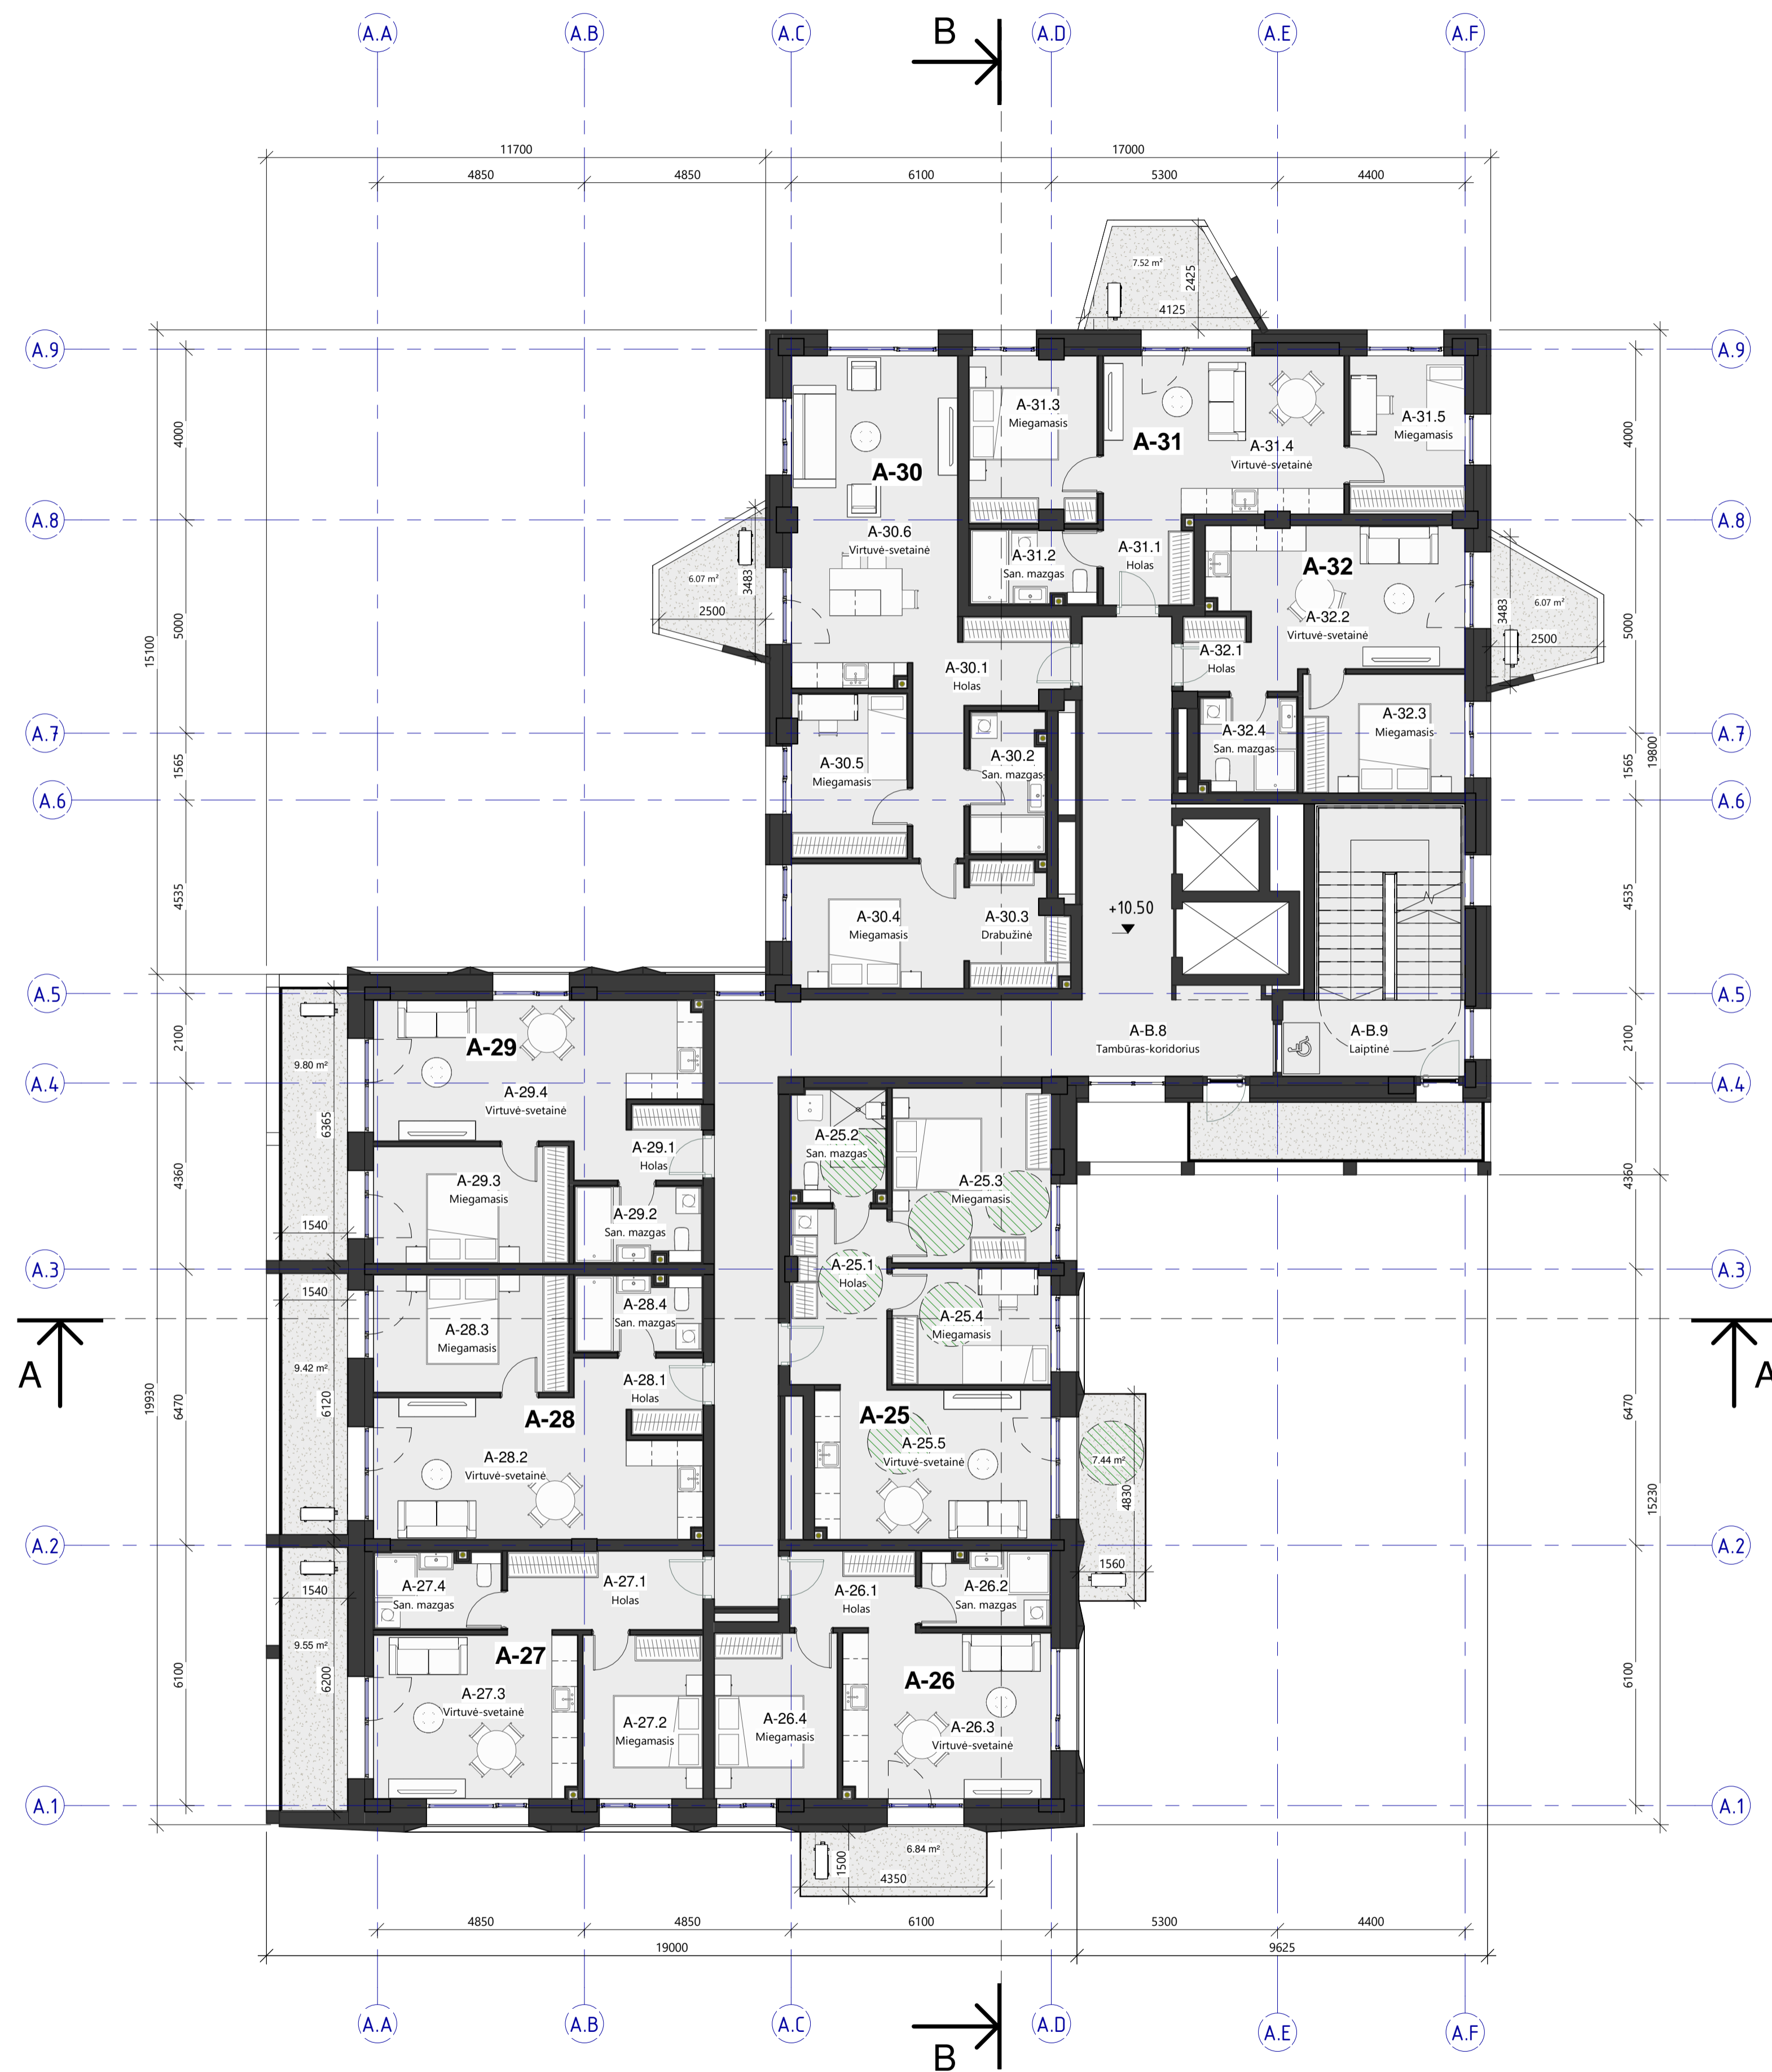 A.A
A.B
A.C
B
A.D
A.E
A.F
11700
17000
4850
4850
6100
5300
4400
7.52 m²
2425
4125
A.9
A.9
4000
A-31.3
Miegamasis
A-31
A-31.4
Virtuvė-svetainė
A-31.5
Miegamasis
4000
A-30
A.8
A.8
A-30.6
Virtuvė-svetainė
A-31.2
San. mazgas
A-31.1
Holas
A-32
6.07 m²
3483
2500
A-32.2
Virtuvė-svetainė
6.07 m²
3483
2500
15100
5000
5000
A-30.1
Holas
A-32.1
Holas
A-32.3
Miegamasis
A-32.4
San. mazgas
A.7
A.7
A-30.5
Miegamasis
A-30.2
San. mazgas
1565
1565
19800
A.6
A.6
4535
4535
A-30.4
Miegamasis
A-30.3
Drabužinė
+10.50
A.5
A.5
2100
2100
A-29
A-B.8
Tambūras-koridorius
A-B.9
Laiptinė
9.80 m²
A.4
A.4
A-29.4
Virtuvė-svetainė
6365
A-29.1
Holas
A-25.2
San. mazgas
4360
4360
A-29.3
Miegamasis
A-25.3
Miegamasis
A-29.2
San. mazgas
1540
A.3
A.3
A-25.1
Holas
1540
A-28.4
San. mazgas
A-28.3
Miegamasis
A-25.4
Miegamasis
A
A
9.42 m²
6120
A-28.1
Holas
19930
6470
6470
A-28
A-25
A-28.2
Virtuvė-svetainė
A-25.5
Virtuvė-svetainė
7.44 m²
4830
15230
A.2
A.2
1560
1540
A-27.4
San. mazgas
A-27.1
Holas
A-26.1
Holas
A-26.2
San. mazgas
9.55 m²
6200
A-27
A-26
6100
6100
A-27.3
Virtuvė-svetainė
A-27.2
Miegamasis
A-26.4
Miegamasis
A-26.3
Virtuvė-svetainė
A.1
A.1
6.84 m²
1500
4350
4850
4850
6100
5300
4400
19000
9625
A.A
A.B
A.C
B
A.D
A.E
A.F